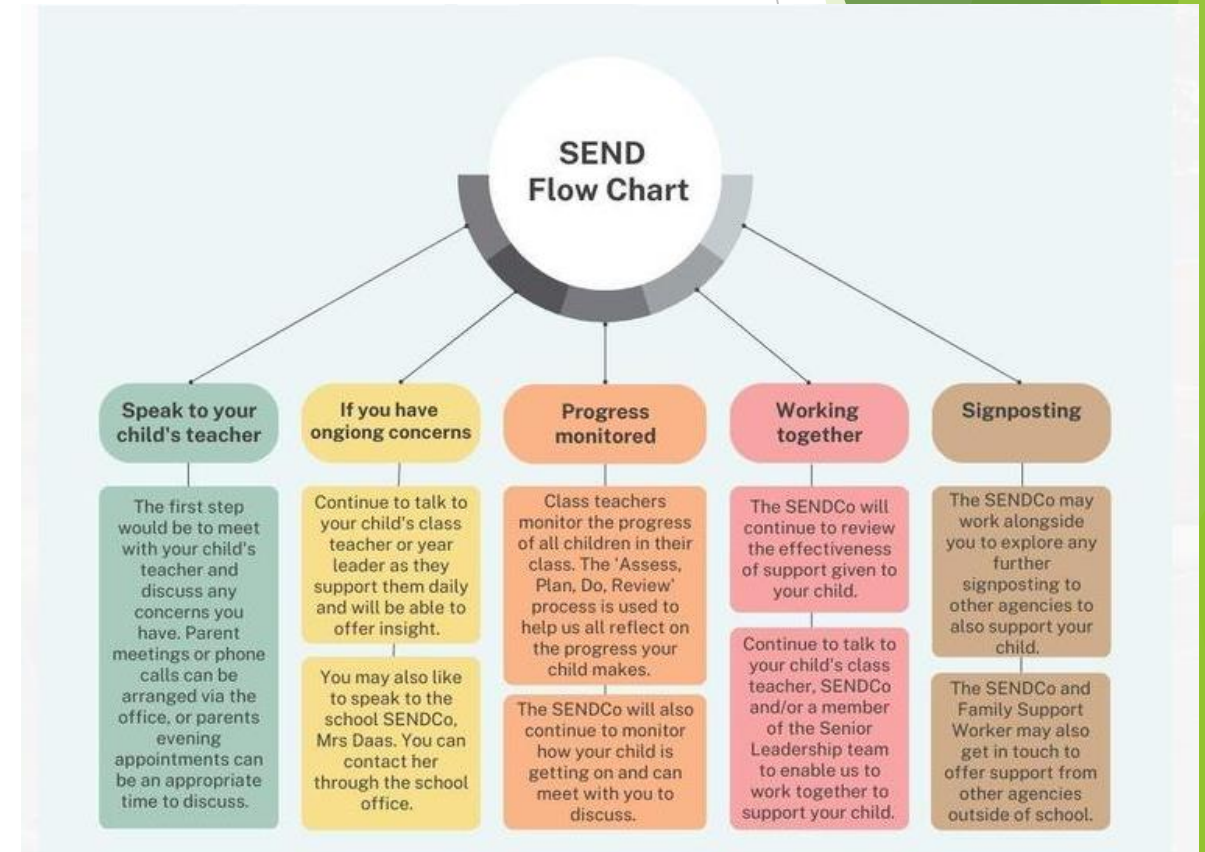 SEND
Flow Chart
Speak to your
child's teacher
The first step
would be to meet
with your child's
teacher and
discuss any
concerns you
have. Parent
meetings or phone
calls can be
arranged via the
office, or parents
evening
appointments can
be an appropriate
time to discuss.
If you have
ongiong concerns
Continue to talk to
your child's class
teacher or year
leader as they
support them daily
and will be able to
offer insight.
You may also like
to speak to the
school SENDCo,
Mrs Daas. You can
contact her
through the school
office.
Progress
monitored
Class teachers
monitor the progress
of all children in their
class. The 'Assess,
Plan, Do, Review'
process is used to
help us all reflect on
the progress your
child makes.
The SENDCo will also
continue to monitor
how your child is
getting on and can
meet with you to
discuss.
Working
together
The SENDCo will
continue to review
the effectiveness
of support given to
your child.
Continue to talk to
your child's class
teacher, SENDCo
and/or a member
of the Senior
Leadership team
to enable us to
work together to
support your child.
Signposting
The SENDCo may
work alongside
you to explore any
further
signposting to
other agencies to
also support your
child.
The SENDCo and
Family Support
Worker may also
get in touch to
offer support from
other agencies
outside of school.